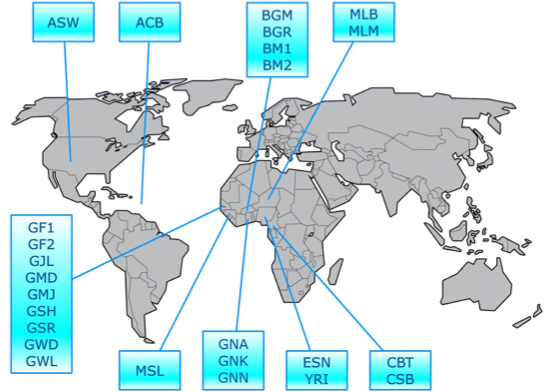 ASW
ACB
BGM
BGR
BM1
BM2
MLB
MLM
GF1
GF2
GJL
GMD
GMJ
GSH
GSR
GWD
GWL
MSL
GNA
GNK
GNN
ESN
YRI
CBT
CSB